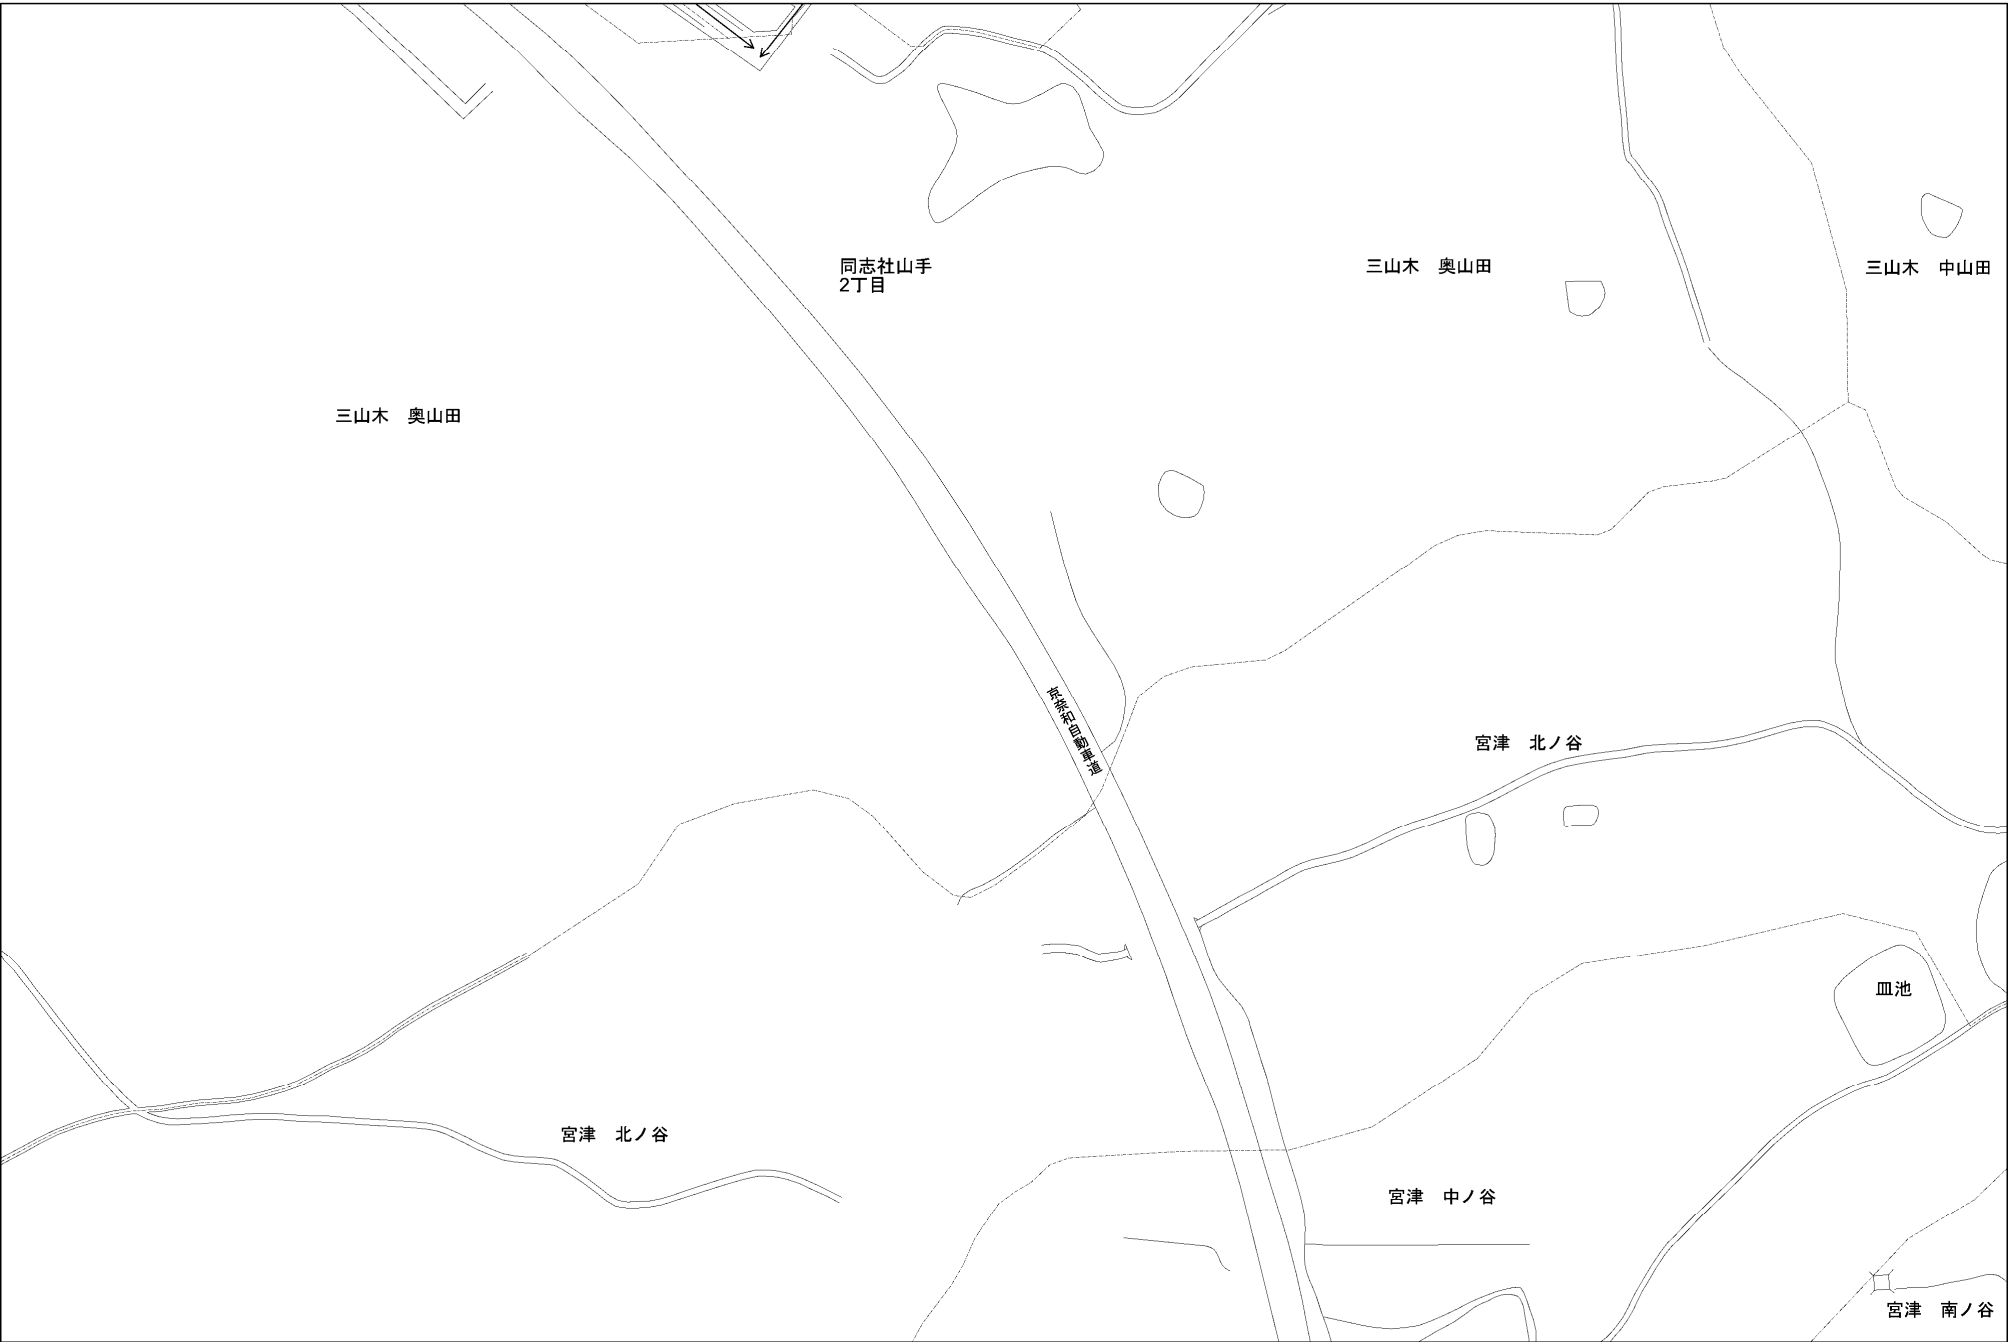 同志社山手
2丁目
三山木　奥山田
三山木　中山田
三山木　奥山田
京奈和自動車道
宮津　北ノ谷
皿池
宮津　北ノ谷
宮津　中ノ谷
宮津　南ノ谷